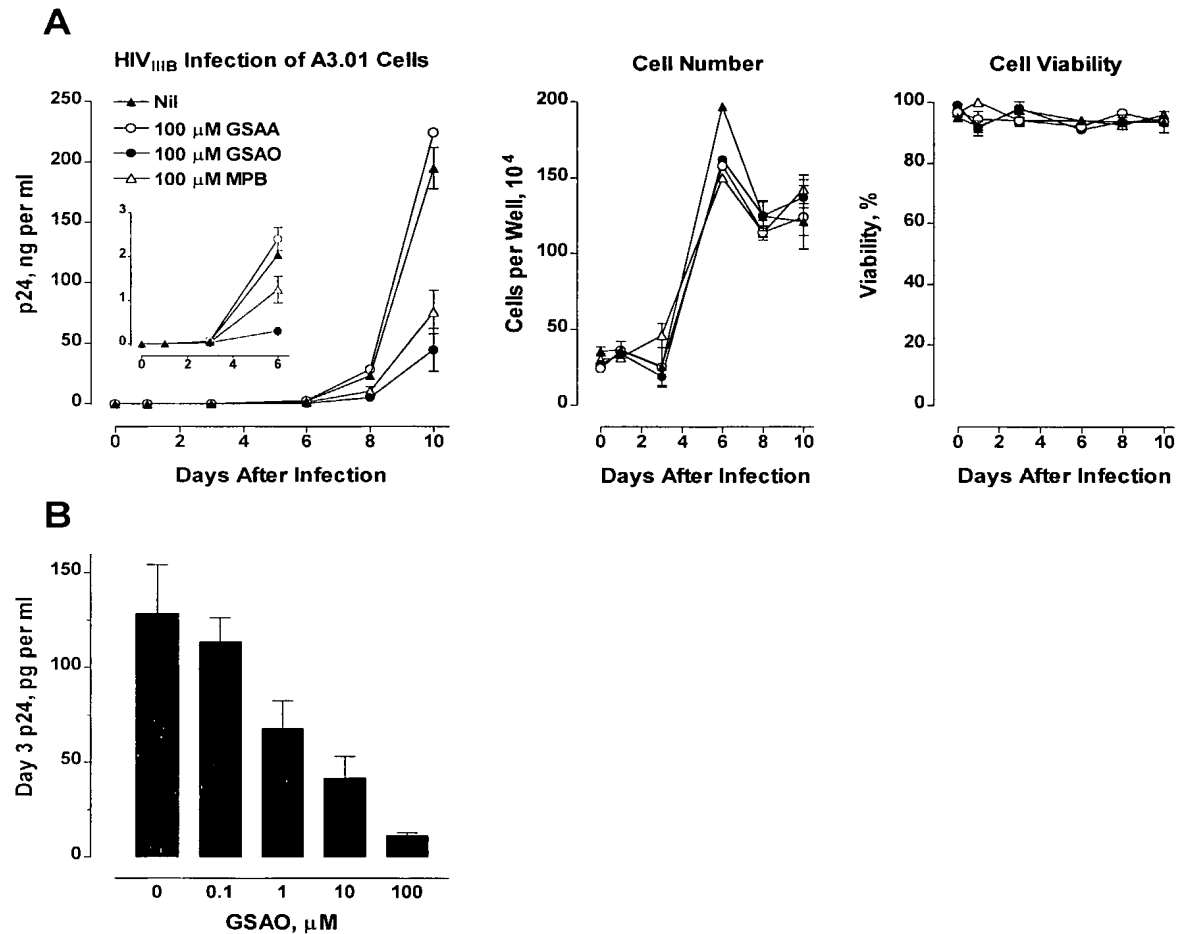 A
HIVIIIB Infection of A3.01 Cells
Nil
100 μM GSAA
100 μM GSAO
100 μM MPB
250
200
150
100
50
0
p24, ng per ml
3
2
1
0
0 2 4 6
0 2 4 6 8 10
Days After Infection
Cell Number
200
150
100
50
0
Cells per Well, 10⁴
0 2 4 6 8 10
Days After Infection
Cell Viability
100
80
60
40
20
0
Viability, %
0 2 4 6 8 10
Days After Infection
B
150
100
50
0
Day 3 p24, pg per ml
0 0.1 1 10 100
GSAO, μM